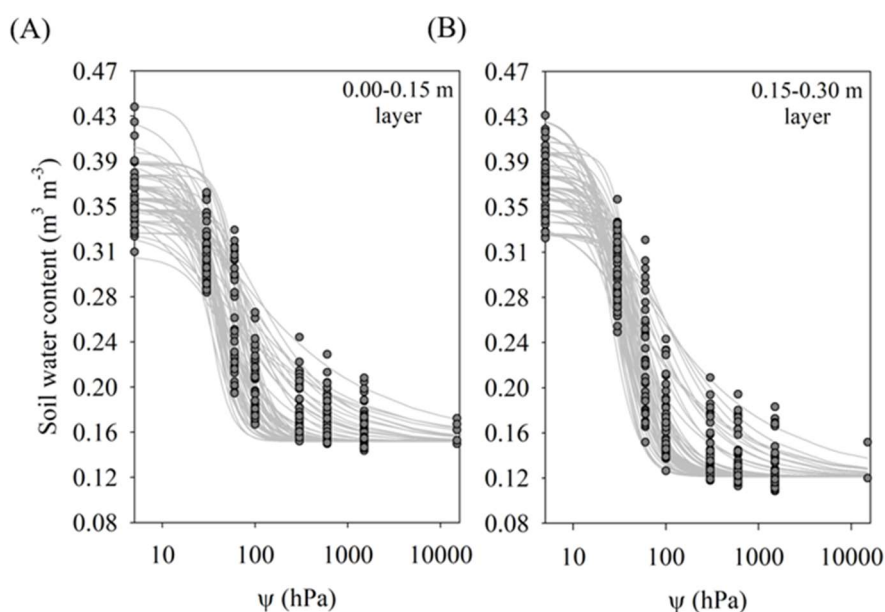 (A)
(B)
0.47
0.43
0.39
0.35
0.31
0.28
0.24
0.20
0.16
0.12
0.08
Soil water content (m³ m⁻³)
0.00-0.15 m
layer
10 100 1000 10000
ψ (hPa)
0.47
0.43
0.39
0.35
0.31
0.28
0.24
0.20
0.16
0.12
0.08
0.15-0.30 m
layer
10 100 1000 10000
ψ (hPa)